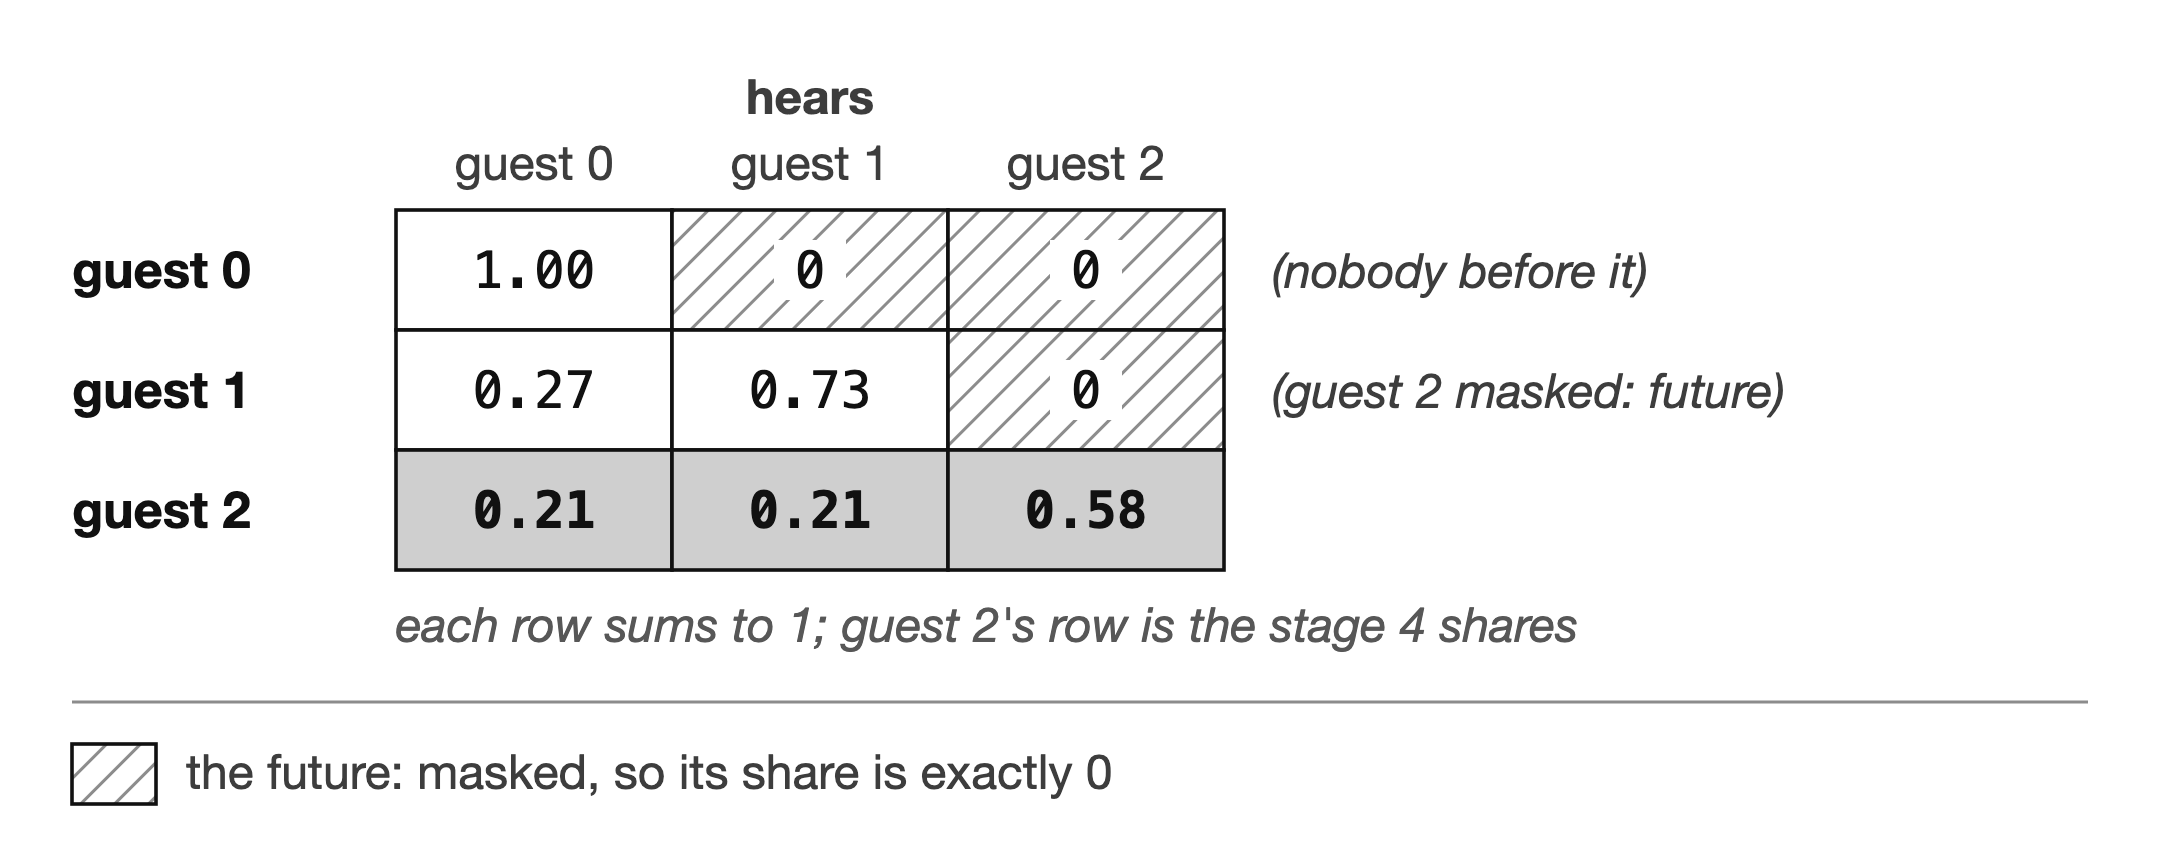 hears
guest 0 guest 1 guest 2
guest 0 1.00 0 0 (nobody before it)
guest 1 0.27 0.73 0 (guest 2 masked: future)
guest 2 0.21 0.21 0.58
each row sums to 1; guest 2's row is the stage 4 shares
the future: masked, so its share is exactly 0